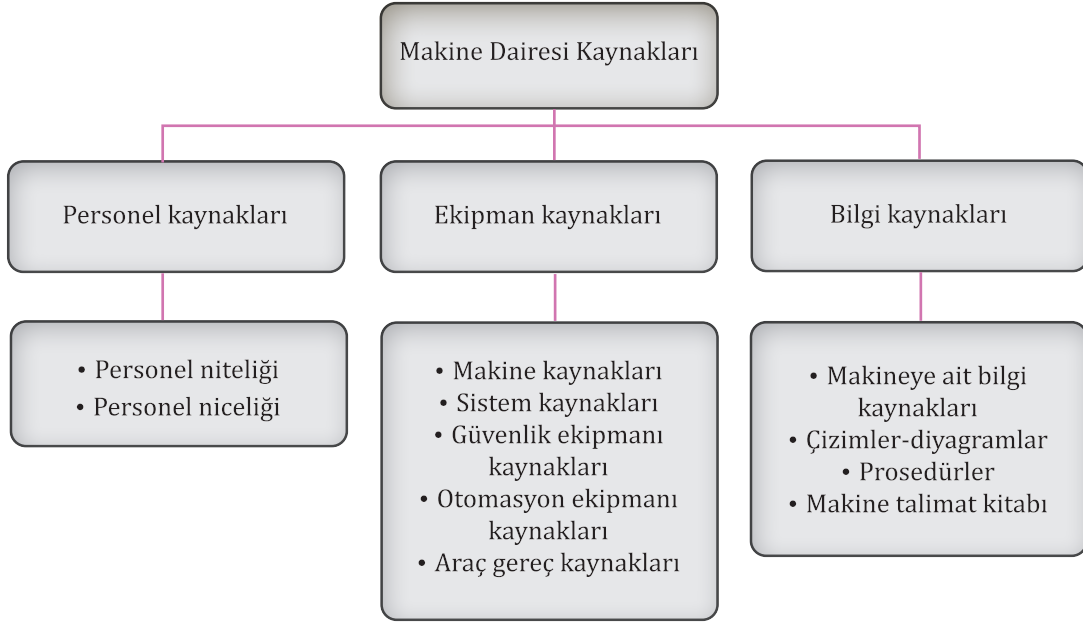 Makine Dairesi Kaynakları
Personel kaynakları
Ekipman kaynakları
Bilgi kaynakları
• Personel niteliği
• Personel niceliği
• Makine kaynakları
• Sistem kaynakları
• Güvenlik ekipmanı
kaynakları
• Otomasyon ekipmanı
kaynakları
• Araç gereç kaynakları
• Makineye ait bilgi
kaynakları
• Çizimler-diyagramlar
• Prosedürler
• Makine talimat kitabı